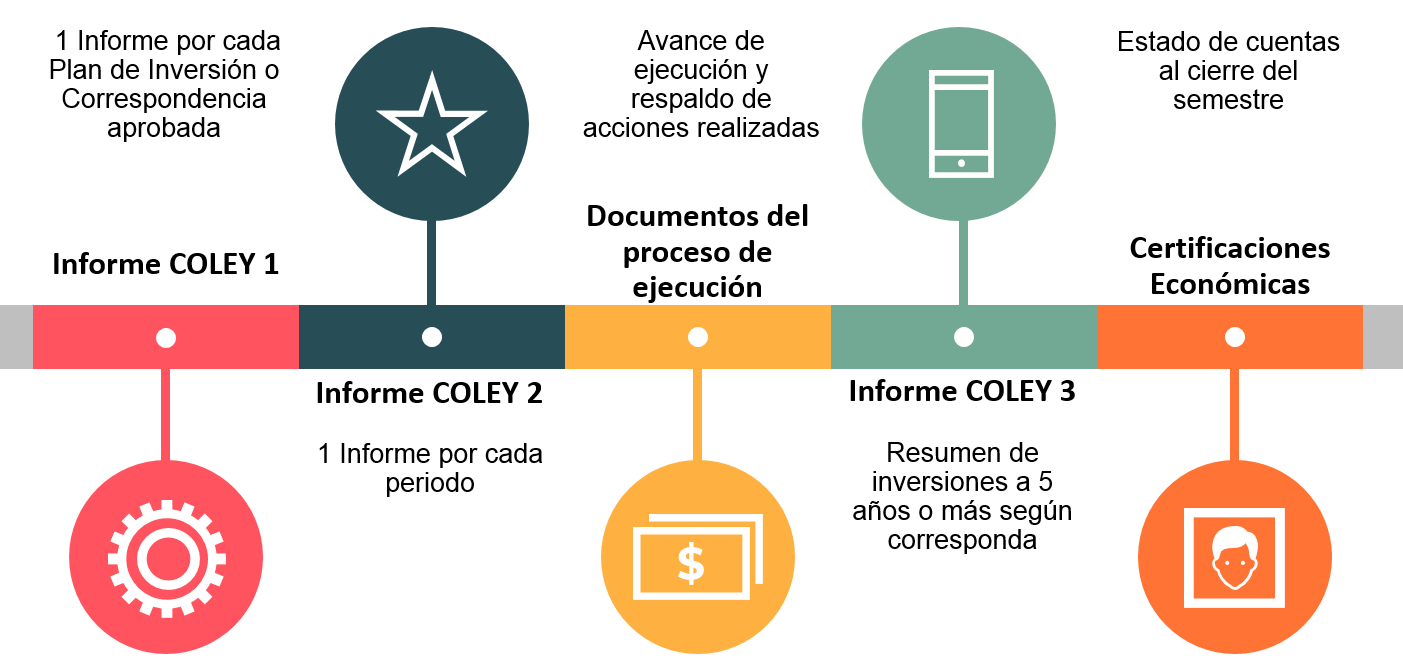 1 Informe por cada
Plan de Inversión o
Correspondencia
aprobada
Informe COLEY 1
Informe COLEY 2
1 Informe por cada
periodo
Avance de
ejecución y
respaldo de
acciones realizadas
Documentos del
proceso de
ejecución
$
Informe COLEY 3
Resumen de
inversiones a 5
años o más según
corresponda
Estado de cuentas
al cierre del
semestre
Certificaciones
Económicas